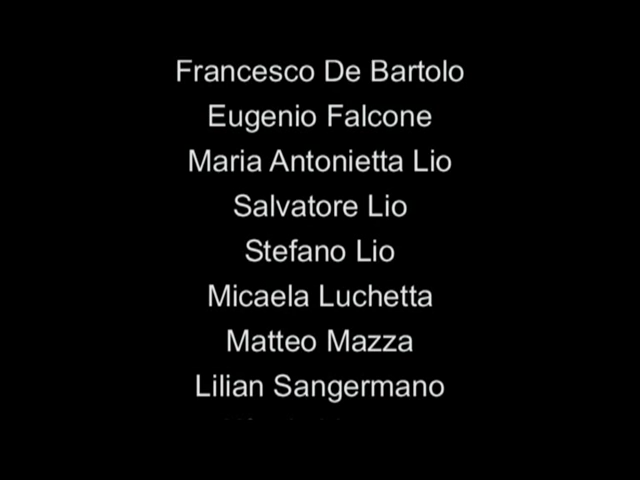 Francesco De Bartolo
Eugenio Falcone
Maria Antonietta Lio
Salvatore Lio
Stefano Lio
Micaela Luchetta
Matteo Mazza
Lilian Sangermano